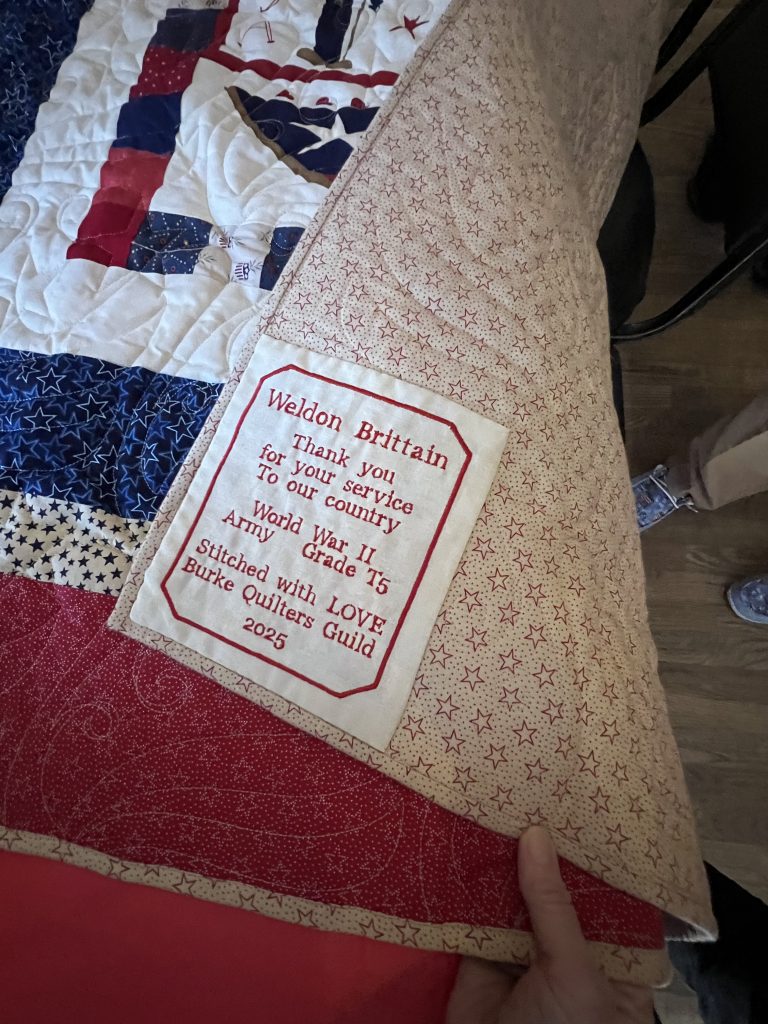 Weldon Brittain
Thank you
for your service
To our country
World War II
Army Grade T5
Stitched with LOVE
Burke Quilters Guild
2025